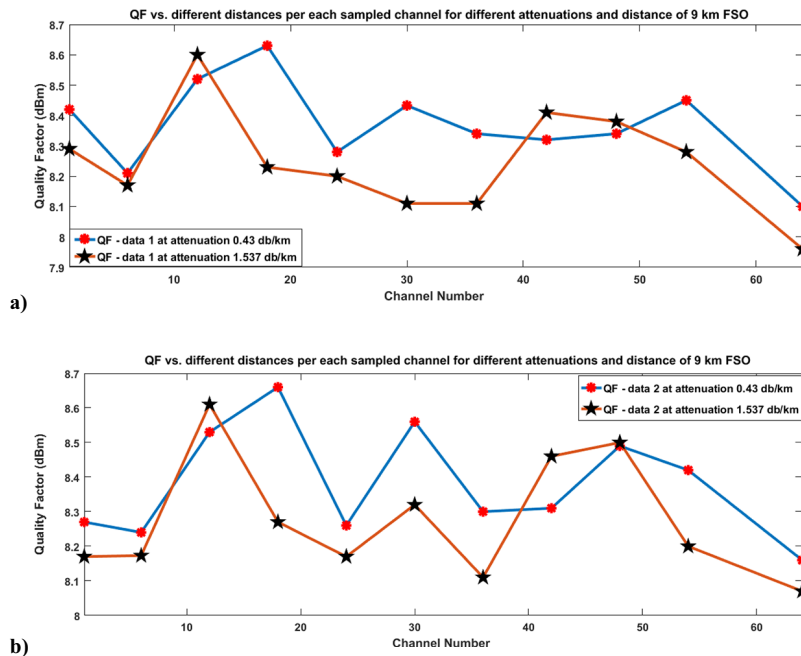 QF vs. different distances per each sampled channel for different attenuations and distance of 9 km FSO
8.7
8.6
8.5
8.4
8.3
8.2
8.1
8
7.9
Quality Factor (dBm)
QF - data 1 at attenuation 0.43 db/km
QF - data 1 at attenuation 1.537 db/km
10 20 30 40 50 60
Channel Number
a)
QF vs. different distances per each sampled channel for different attenuations and distance of 9 km FSO
8.7
8.6
8.5
8.4
8.3
8.2
8.1
8
Quality Factor (dBm)
QF - data 2 at attenuation 0.43 db/km
QF - data 2 at attenuation 1.537 db/km
10 20 30 40 50 60
Channel Number
b)